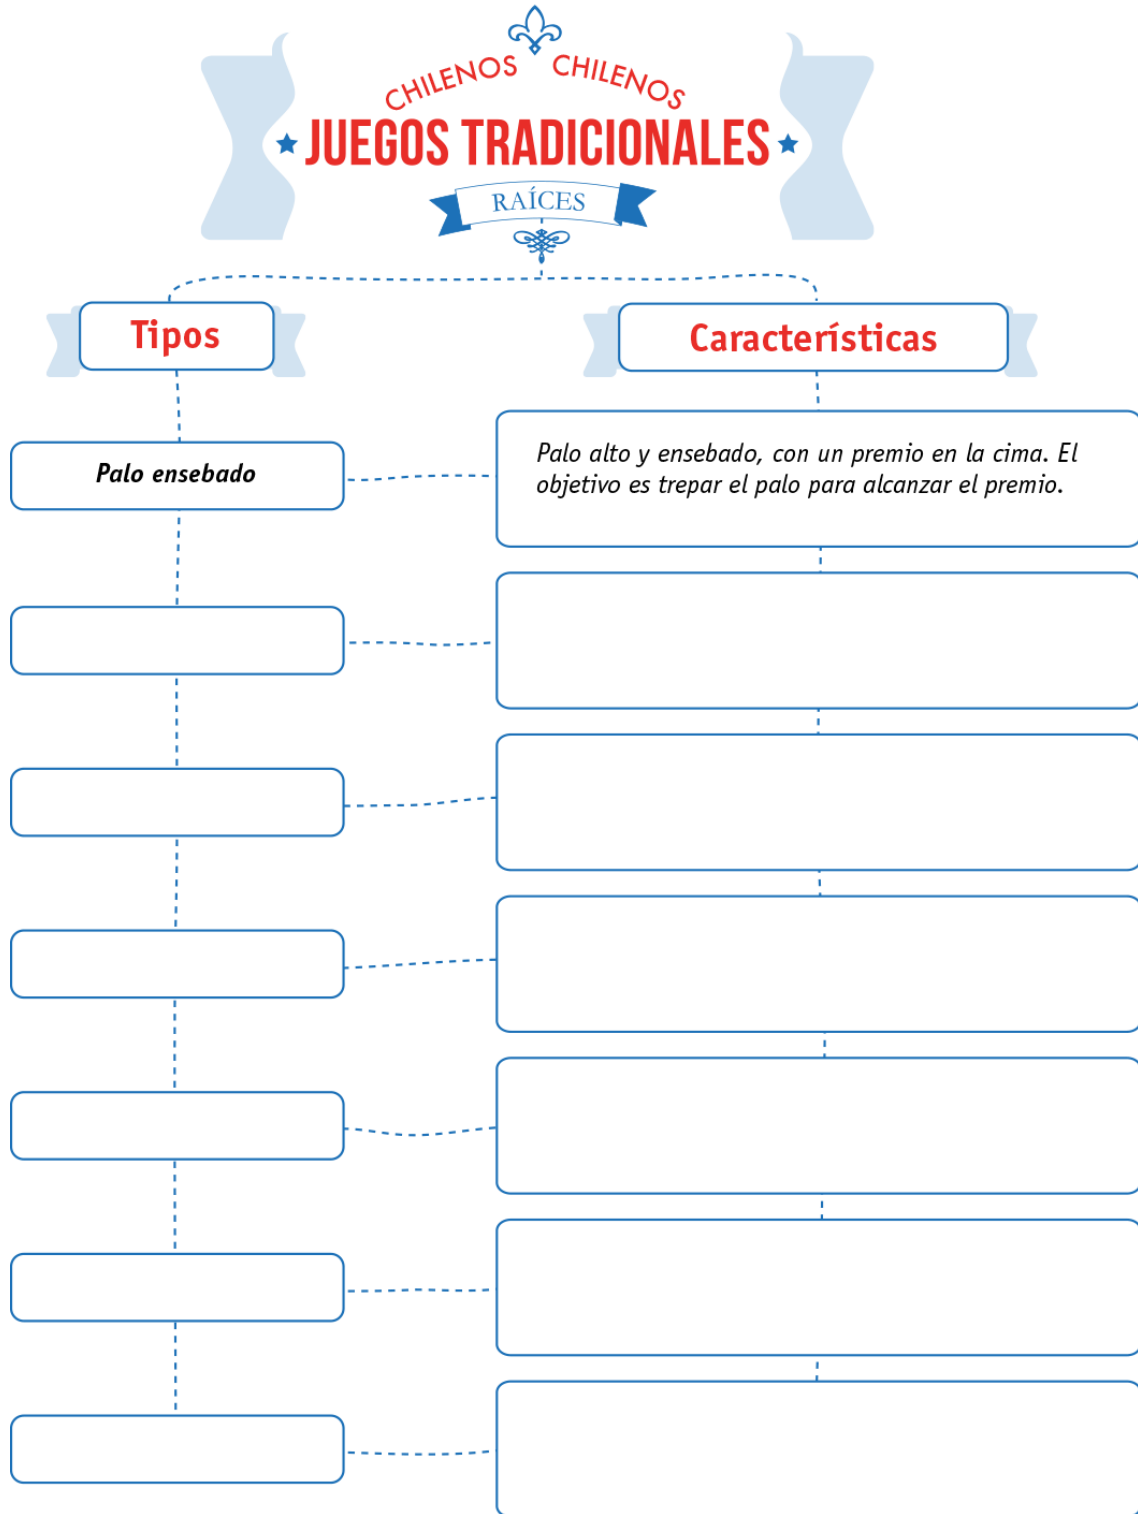 CHILENOS CHILENOS
JUEGOS TRADICIONALES
RAÍCES
Tipos
Características
Palo ensebado
Palo alto y ensebado, con un premio en la cima. El
objetivo es trepar el palo para alcanzar el premio.